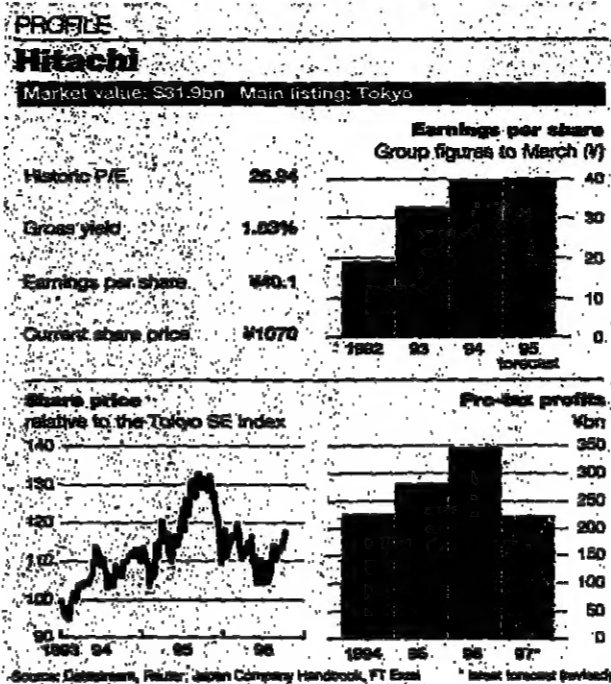 PROFILE
Hitachi
Market value: $31.9bn Main listing: Tokyo
Historic P/E 26.94
Gross yield 1.03%
Earnings per share ¥40.1
Current share price ¥1070
Earnings per share
Group figures to March (¥)
40
30
20
10
0
1992 93 94 95
forecast
Share price
relative to the Tokyo SE Index
140
130
120
110
100
90
1993 94 95 96
Pre-tax profits
¥bn
350
300
250
200
150
100
50
0
1994 95 96 97*
Source: Datastream, Reuter, Japan Company Handbook, FT Excel * latest forecast (revised)